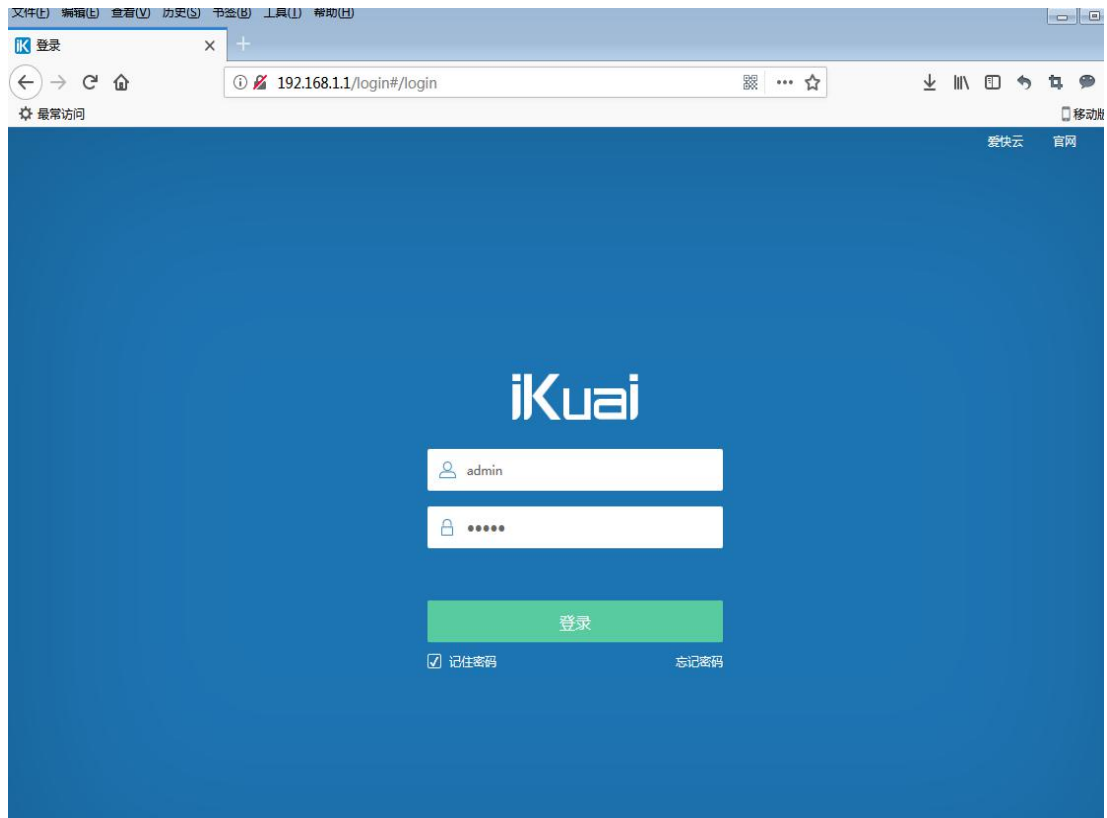 文件(F) 编辑(E) 查看(V) 历史(S) 书签(B) 工具(T) 帮助(H)
iK 登录
192.168.1.1/login#/login
最常访问 移动版
爱快云 官网
iKuai
admin
登录
记住密码 忘记密码